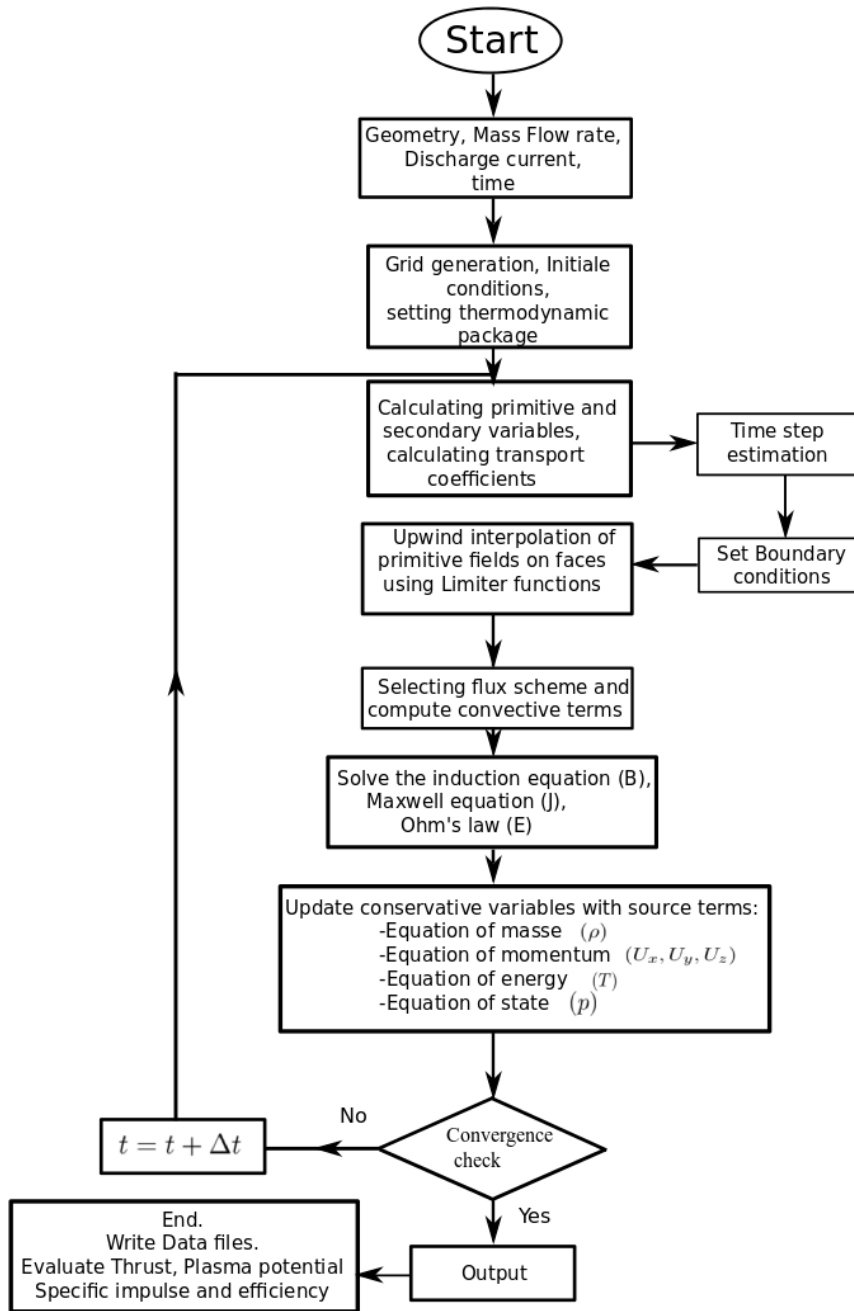 Start
Geometry, Mass Flow rate,
Discharge current,
time
Grid generation, Initiale
conditions,
setting thermodynamic
package
Calculating primitive and
secondary variables,
calculating transport
coefficients
Time step
estimation
Set Boundary
conditions
Upwind interpolation of
primitive fields on faces
using Limiter functions
Selecting flux scheme and
compute convective terms
Solve the induction equation (B),
Maxwell equation (J),
Ohm's law (E)
Update conservative variables with source terms:
-Equation of masse (ρ)
-Equation of momentum (U_x, U_y, U_z)
-Equation of energy (T)
-Equation of state (p)
Convergence
check
No
t = t + Δt
Yes
Output
End.
Write Data files.
Evaluate Thrust, Plasma potential
Specific impulse and efficiency